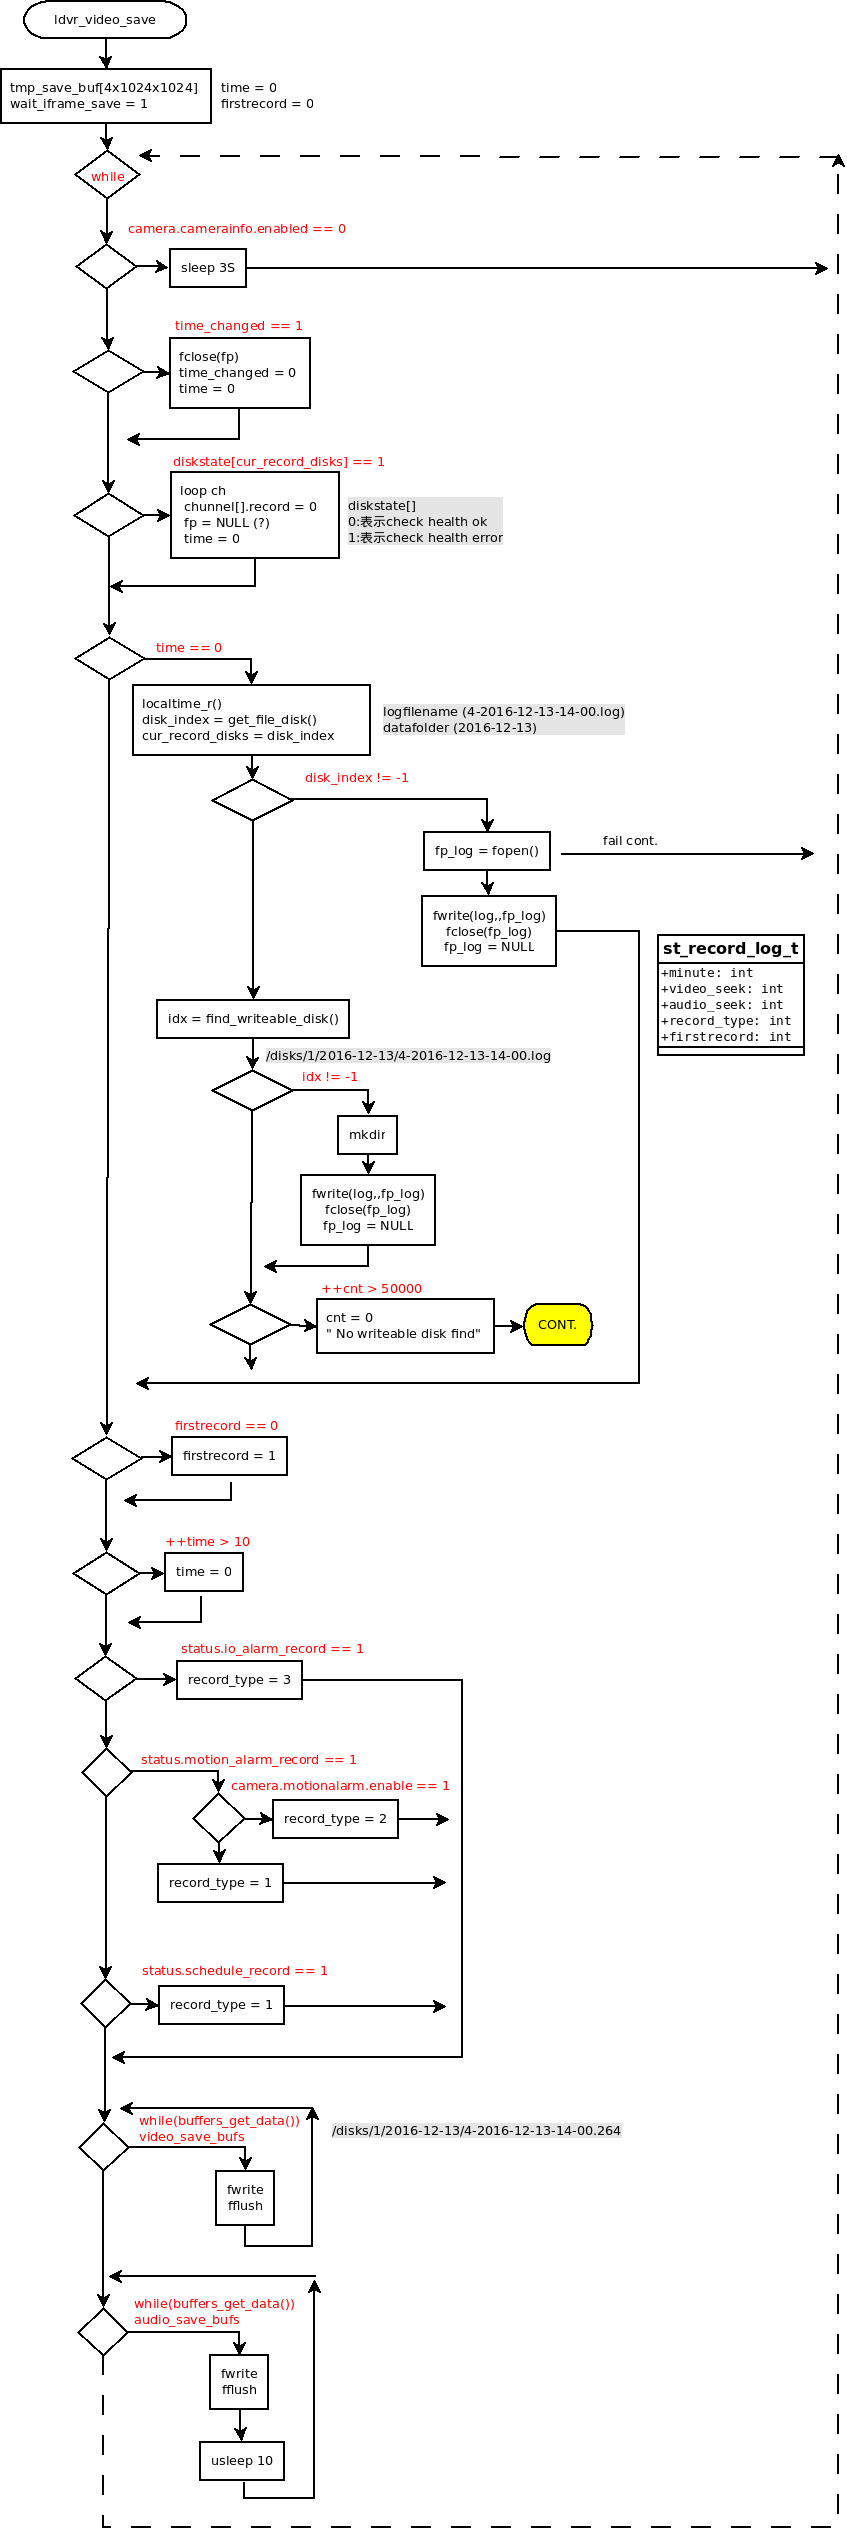 ldvr_video_save
tmp_save_buf[4x1024x1024]
wait_iframe_save = 1
time = 0
firstrecord = 0
while
camera.camerainfo.enabled == 0
sleep 3S
time_changed == 1
fclose(fp)
time_changed = 0
time = 0
diskstate[cur_record_disks] == 1
loop ch
chunnel[].record = 0
fp = NULL (?)
time = 0
diskstate[]
0:表示check health ok
1:表示check health error
time == 0
localtime_r()
disk_index = get_file_disk()
cur_record_disks = disk_index
logfilename (4-2016-12-13-14-00.log)
datafolder (2016-12-13)
disk_index != -1
fp_log = fopen()
fail cont.
fwrite(log,,fp_log)
fclose(fp_log)
fp_log = NULL
st_record_log_t
+minute: int
+video_seek: int
+audio_seek: int
+record_type: int
+firstrecord: int
idx = find_writeable_disk()
/disks/1/2016-12-13/4-2016-12-13-14-00.log
idx != -1
mkdir
fwrite(log,,fp_log)
fclose(fp_log)
fp_log = NULL
++cnt > 50000
cnt = 0
" No writeable disk find"
CONT.
firstrecord == 0
firstrecord = 1
++time > 10
time = 0
status.io_alarm_record == 1
record_type = 3
status.motion_alarm_record == 1
camera.motionalarm.enable == 1
record_type = 2
record_type = 1
status.schedule_record == 1
record_type = 1
while(buffers_get_data())
video_save_bufs
/disks/1/2016-12-13/4-2016-12-13-14-00.264
fwrite
fflush
while(buffers_get_data())
audio_save_bufs
fwrite
fflush
usleep 10